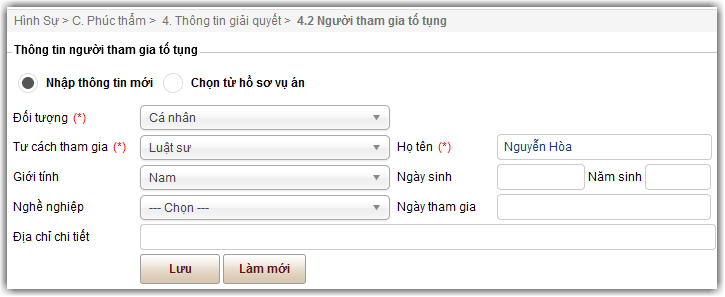 Hình Sự > C. Phúc thẩm > 4. Thông tin giải quyết > 4.2 Người tham gia tố tụng
Thông tin người tham gia tố tụng
Nhập thông tin mới Chọn từ hồ sơ vụ án
Đối tượng (*) Cá nhân
Tư cách tham gia (*) Luật sư Họ tên (*) Nguyễn Hòa
Giới tính Nam Ngày sinh Năm sinh
Nghề nghiệp --- Chọn --- Ngày tham gia
Địa chỉ chi tiết
Lưu Làm mới